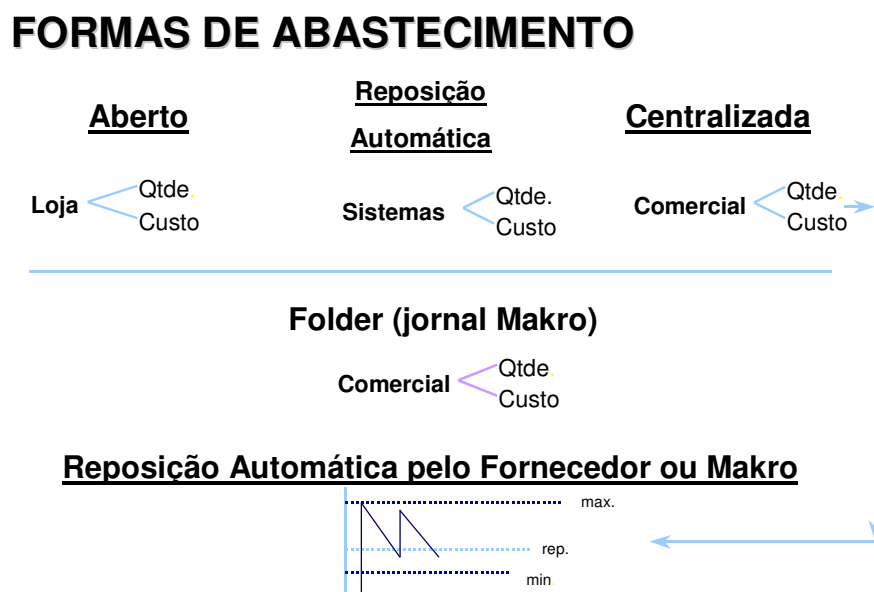 FORMAS DE ABASTECIMENTO
Aberto
Reposição
Automática
Centralizada
Loja
Qtde.
Custo
Sistemas
Qtde.
Custo
Comercial
Qtde.
Custo
Folder (jornal Makro)
Comercial
Qtde.
Custo
Reposição Automática pelo Fornecedor ou Makro
max.
rep.
min.